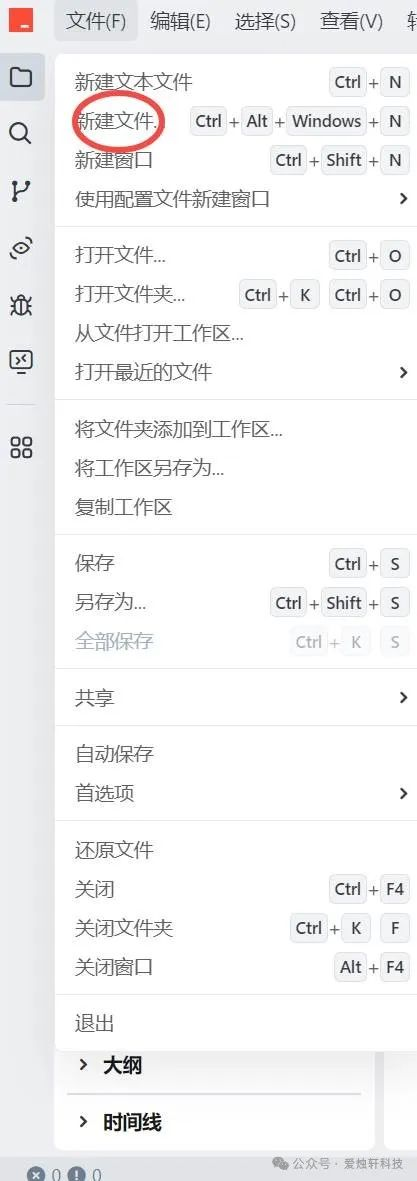 文件(F) 编辑(E) 选择(S) 查看(V)
新建文本文件 Ctrl + N
新建文件... Ctrl + Alt + Windows + N
新建窗口 Ctrl + Shift + N
使用配置文件新建窗口
打开文件... Ctrl + O
打开文件夹... Ctrl + K Ctrl + O
从文件打开工作区...
打开最近的文件
将文件夹添加到工作区...
将工作区另存为...
复制工作区
保存 Ctrl + S
另存为... Ctrl + Shift + S
全部保存 Ctrl + K S
共享
自动保存
首选项
还原文件
关闭 Ctrl + F4
关闭文件夹 Ctrl + K F
关闭窗口 Alt + F4
退出
大纲
时间线
公众号 · 爱烛轩科技
0 0